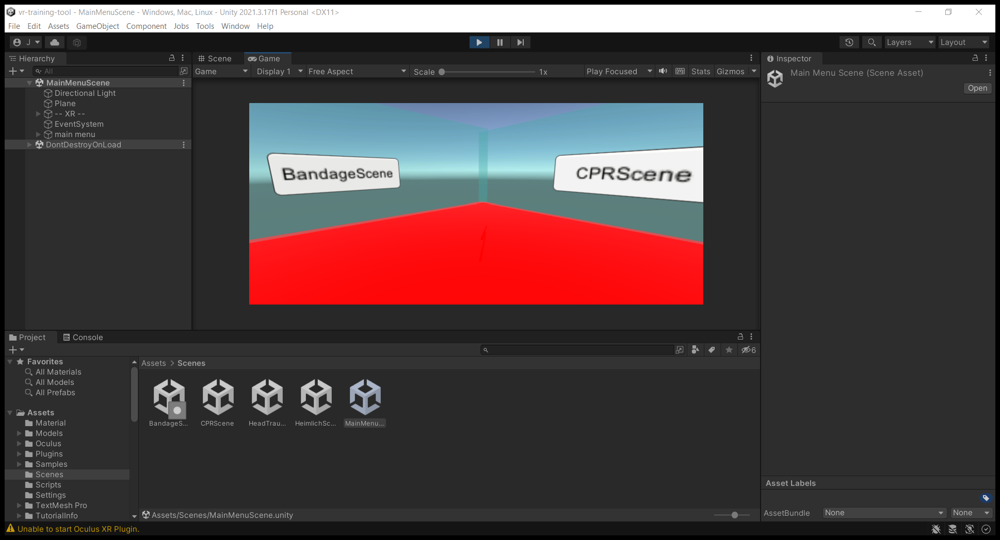 vr-training-tool - MainMenuScene - Windows, Mac, Linux - Unity 2021.3.17f1 Personal <DX11>
File Edit Assets GameObject Component Jobs Tools Window Help
J Layers Layout
Hierarchy
All
MainMenuScene
Directional Light
Plane
-- XR --
EventSystem
main menu
DontDestroyOnLoad
Scene Game
Game Display 1 Free Aspect Scale 1x Play Focused Stats Gizmos
BandageScene
CPRScene
Inspector
Main Menu Scene (Scene Asset)
Open
Project Console
6
Favorites
All Materials
All Models
All Prefabs
Assets
Material
Models
Oculus
Plugins
Samples
Scenes
Scripts
Settings
TextMesh Pro
TutorialInfo
Assets > Scenes
BandageS... CPRScene HeadTrau... HeimlichSc... MainMenu...
Assets/Scenes/MainMenuScene.unity
Asset Labels
AssetBundle None None
Unable to start Oculus XR Plugin.